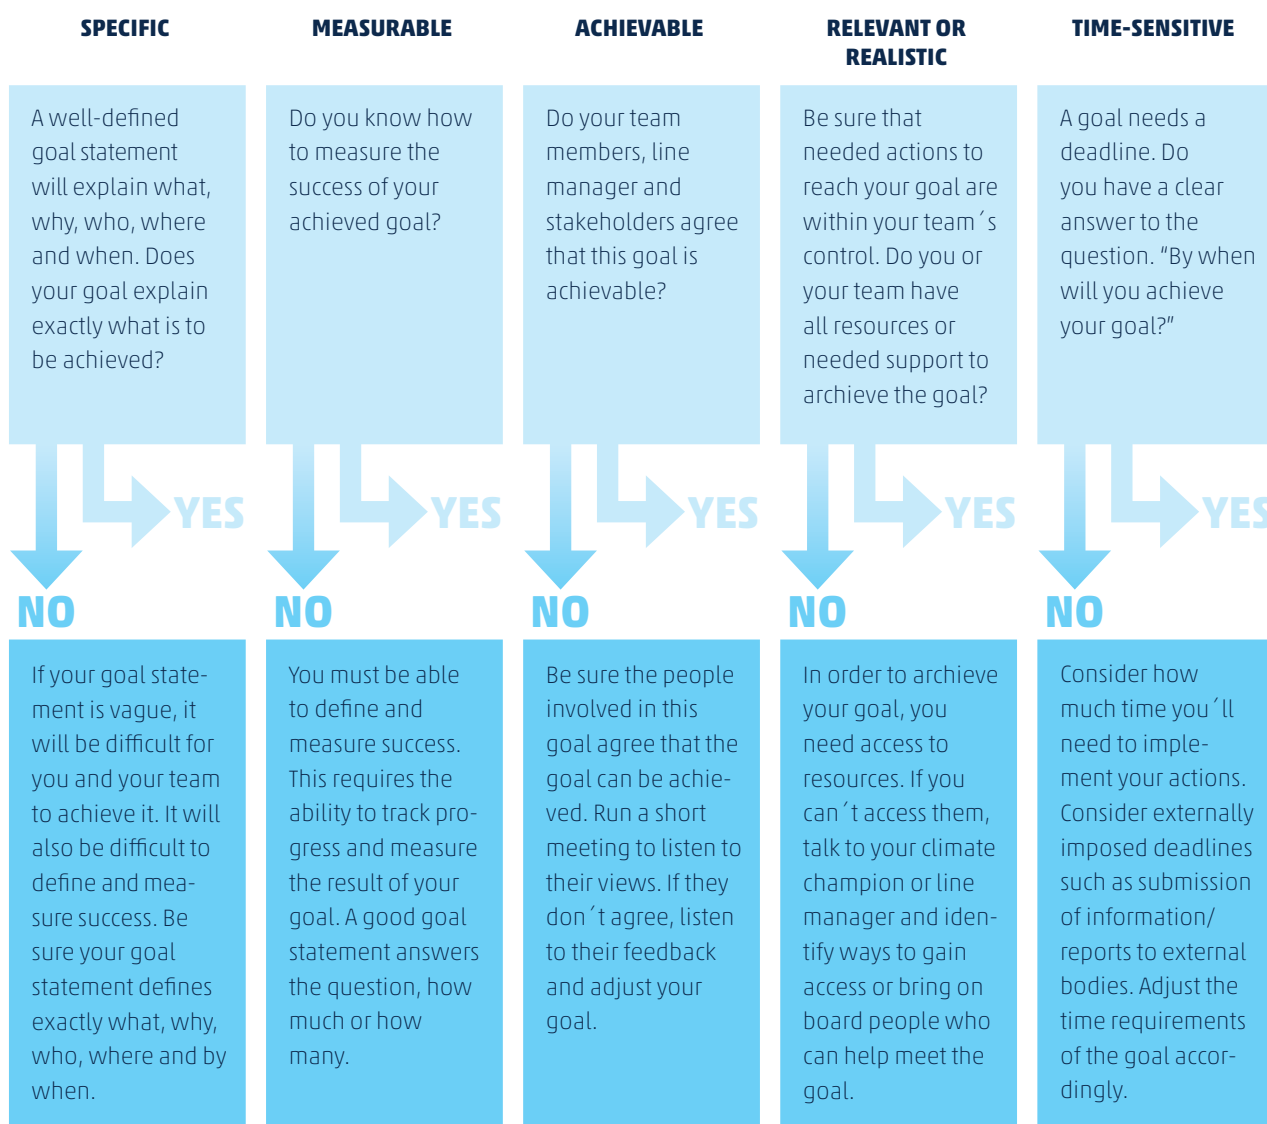 SPECIFIC
A well-defined
goal statement
will explain what,
why, who, where
and when. Does
your goal explain
exactly what is to
be achieved?
YES
NO
If your goal state-
ment is vague, it
will be difficult for
you and your team
to achieve it. It will
also be difficult to
define and mea-
sure success. Be
sure your goal
statement defines
exactly what, why,
who, where and by
when.
MEASURABLE
Do you know how
to measure the
success of your
achieved goal?
YES
NO
You must be able
to define and
measure success.
This requires the
ability to track pro-
gress and measure
the result of your
goal. A good goal
statement answers
the question, how
much or how
many.
ACHIEVABLE
Do your team
members, line
manager and
stakeholders agree
that this goal is
achievable?
YES
NO
Be sure the people
involved in this
goal agree that the
goal can be achie-
ved. Run a short
meeting to listen to
their views. If they
don´t agree, listen
to their feedback
and adjust your
goal.
RELEVANT OR
REALISTIC
Be sure that
needed actions to
reach your goal are
within your team´s
control. Do you or
your team have
all resources or
needed support to
archieve the goal?
YES
NO
In order to archieve
your goal, you
need access to
resources. If you
can´t access them,
talk to your climate
champion or line
manager and iden-
tify ways to gain
access or bring on
board people who
can help meet the
goal.
TIME-SENSITIVE
A goal needs a
deadline. Do
you have a clear
answer to the
question. "By when
will you achieve
your goal?"
YES
NO
Consider how
much time you´ll
need to imple-
ment your actions.
Consider externally
imposed deadlines
such as submission
of information/
reports to external
bodies. Adjust the
time requirements
of the goal accor-
dingly.